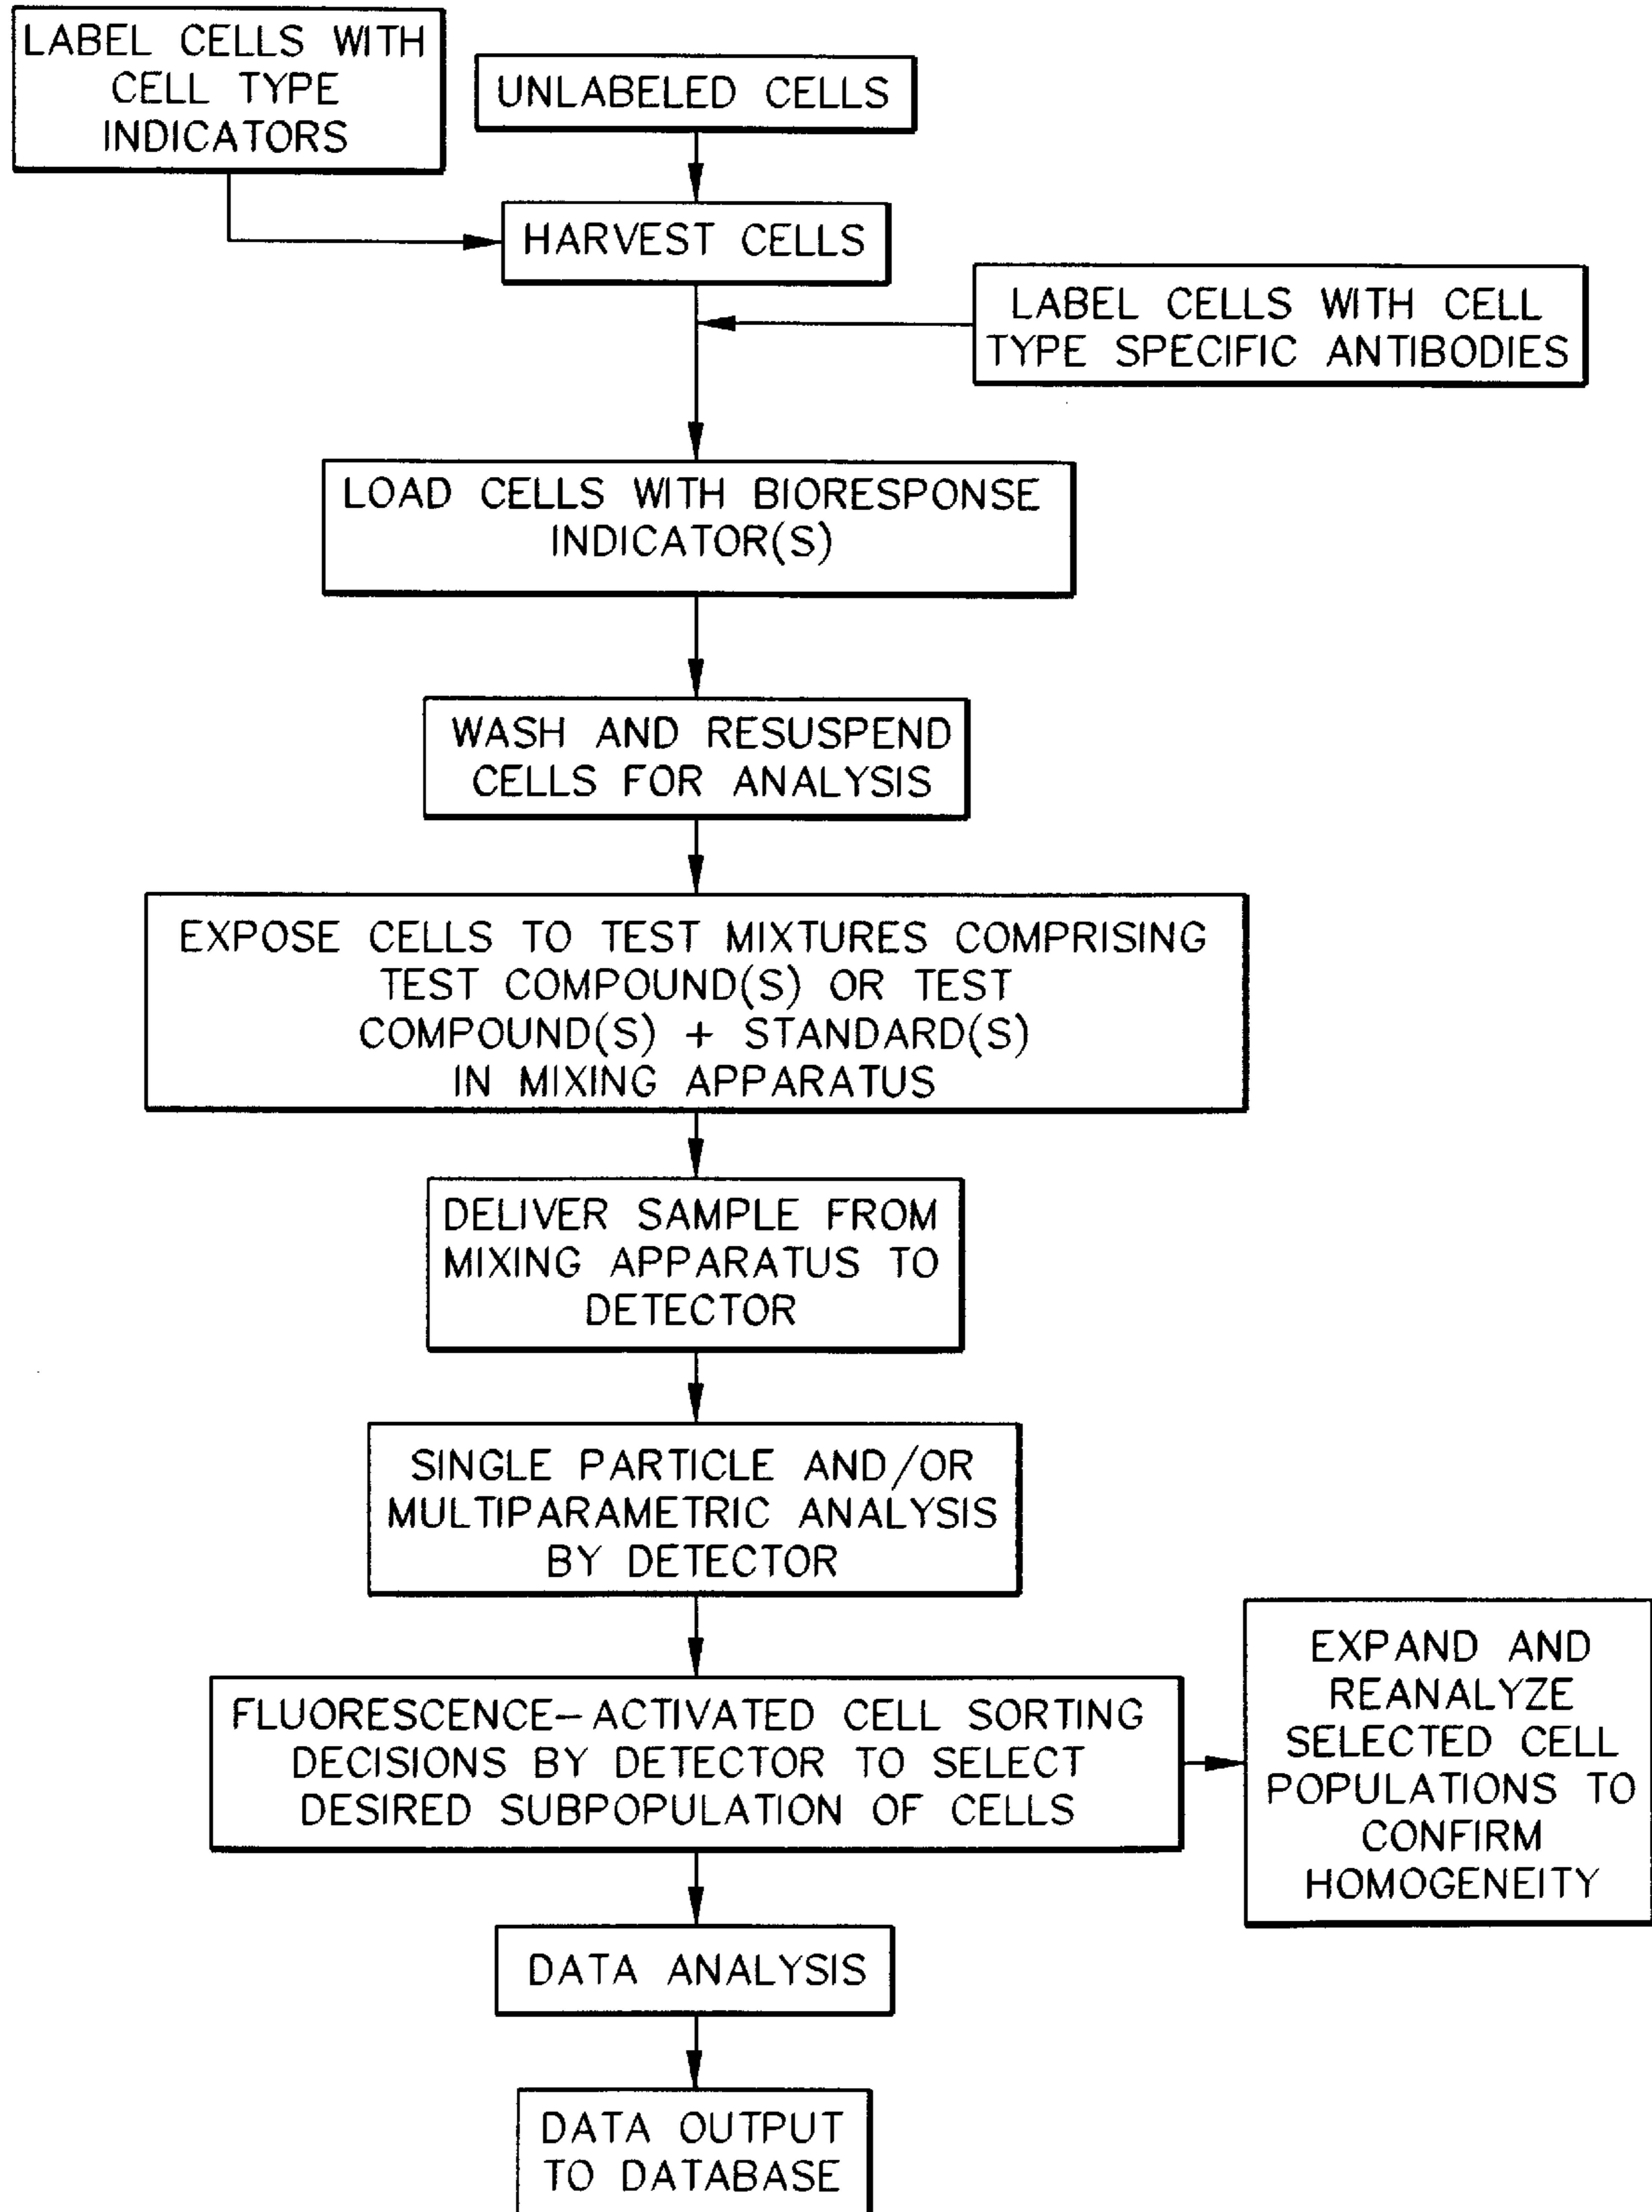 LABEL CELLS WITH
CELL TYPE
INDICATORS
UNLABELED CELLS
HARVEST CELLS
LABEL CELLS WITH CELL
TYPE SPECIFIC ANTIBODIES
LOAD CELLS WITH BIORESPONSE
INDICATOR(S)
WASH AND RESUSPEND
CELLS FOR ANALYSIS
EXPOSE CELLS TO TEST MIXTURES COMPRISING
TEST COMPOUND(S) OR TEST
COMPOUND(S) + STANDARD(S)
IN MIXING APPARATUS
DELIVER SAMPLE FROM
MIXING APPARATUS TO
DETECTOR
SINGLE PARTICLE AND/OR
MULTIPARAMETRIC ANALYSIS
BY DETECTOR
FLUORESCENCE-ACTIVATED CELL SORTING
DECISIONS BY DETECTOR TO SELECT
DESIRED SUBPOPULATION OF CELLS
EXPAND AND
REANALYZE
SELECTED CELL
POPULATIONS TO
CONFIRM
HOMOGENEITY
DATA ANALYSIS
DATA OUTPUT
TO DATABASE